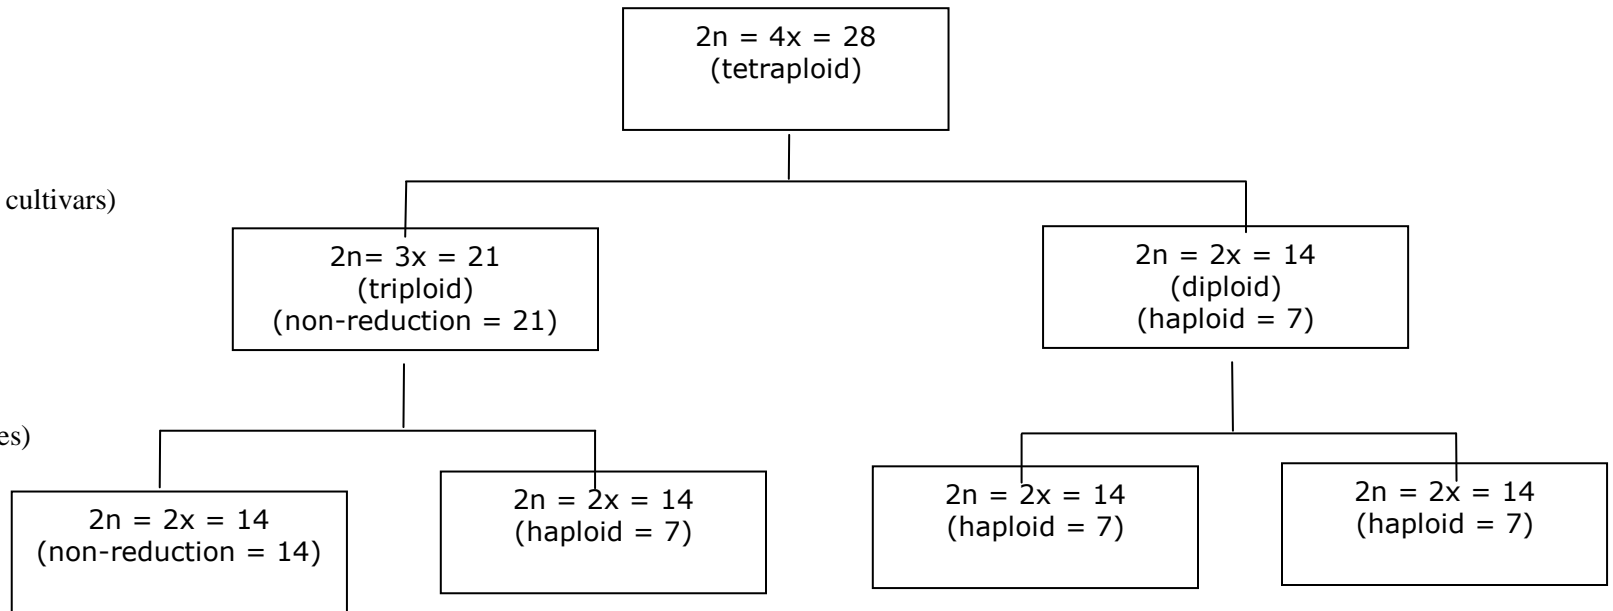 2n = 4x = 28
(tetraploid)
cultivars)
2n= 3x = 21
(triploid)
(non-reduction = 21)
2n = 2x = 14
(diploid)
(haploid = 7)
es)
2n = 2x = 14
(non-reduction = 14)
2n = 2x = 14
(haploid = 7)
2n = 2x = 14
(haploid = 7)
2n = 2x = 14
(haploid = 7)